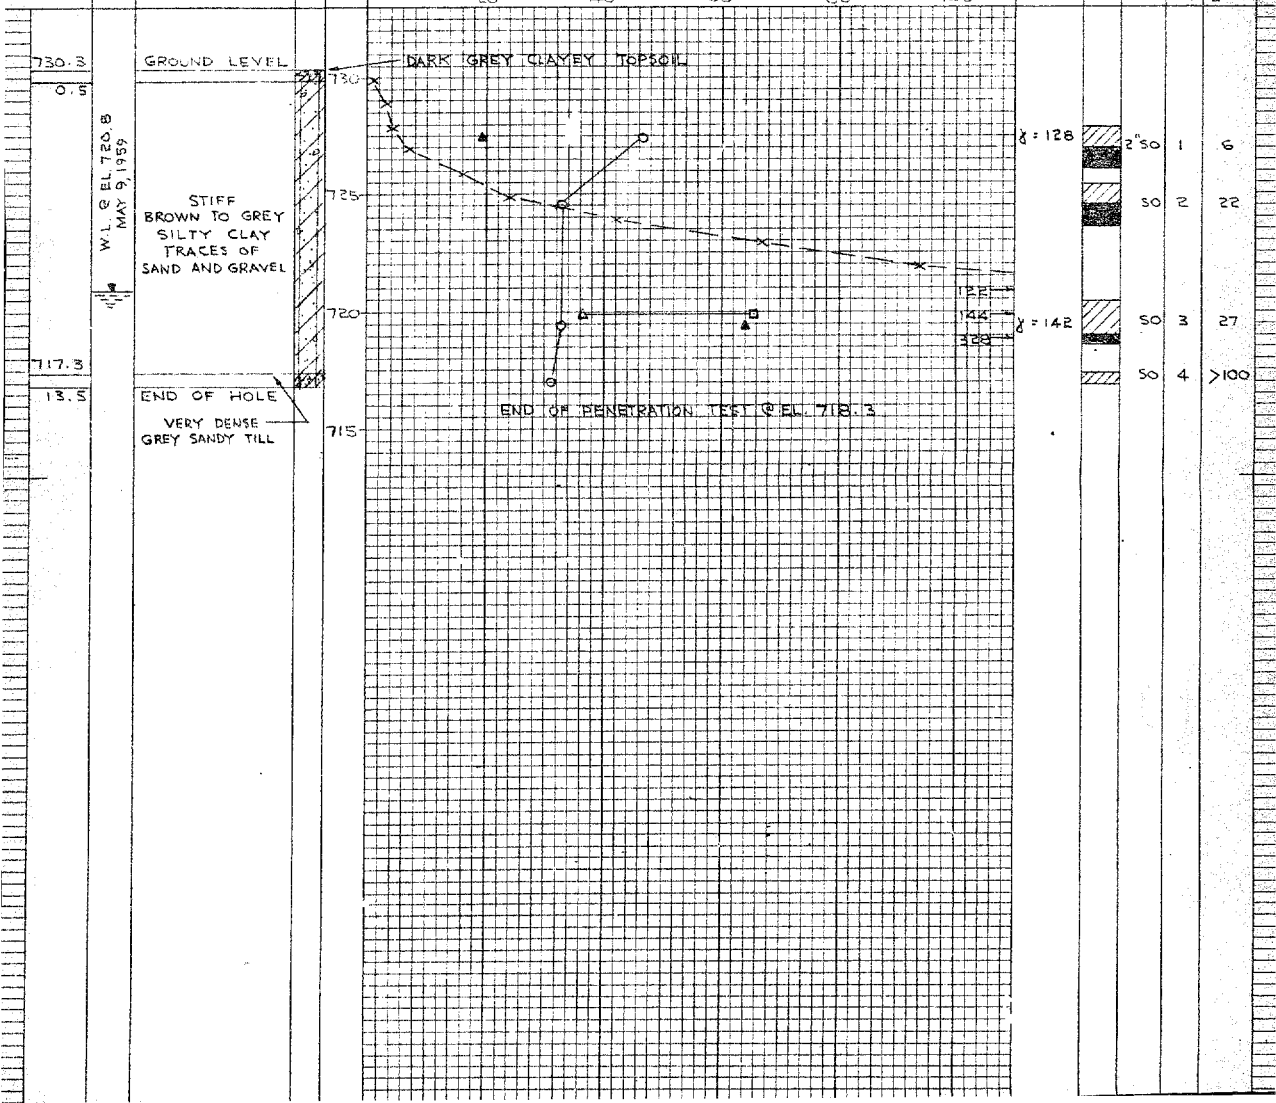 730.3
GROUND LEVEL
DARK GREY CLAYEY TOPSOIL
0.5
730
W.L. @ EL. 720.8
MAY 9, 1959
γ = 128
2" SO 1 6
STIFF
BROWN TO GREY
SILTY CLAY
TRACES OF
SAND AND GRAVEL
725
SO 2 22
122
720
144
γ = 142
SO 3 27
328
717.3
SO 4 >100
13.5
END OF HOLE
END OF PENETRATION TEST @ EL. 718.3
VERY DENSE
GREY SANDY TILL
715